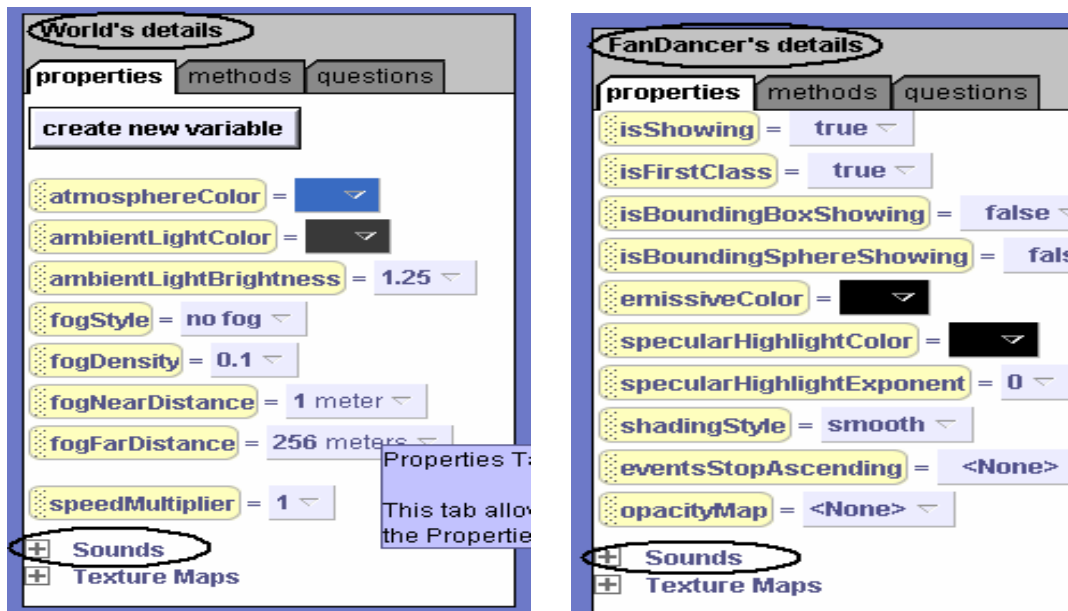 World's details
properties methods questions
create new variable
atmosphereColor =
ambientLightColor =
ambientLightBrightness = 1.25
fogStyle = no fog
fogDensity = 0.1
fogNearDistance = 1 meter
fogFarDistance = 256 meters
Properties T
speedMultiplier = 1
This tab allo
the Propertie
+ Sounds
+ Texture Maps
FanDancer's details
properties methods questions
isShowing = true
isFirstClass = true
isBoundingBoxShowing = false
isBoundingSphereShowing = fals
emissiveColor =
specularHighlightColor =
specularHighlightExponent = 0
shadingStyle = smooth
eventsStopAscending = <None>
opacityMap = <None>
+ Sounds
+ Texture Maps